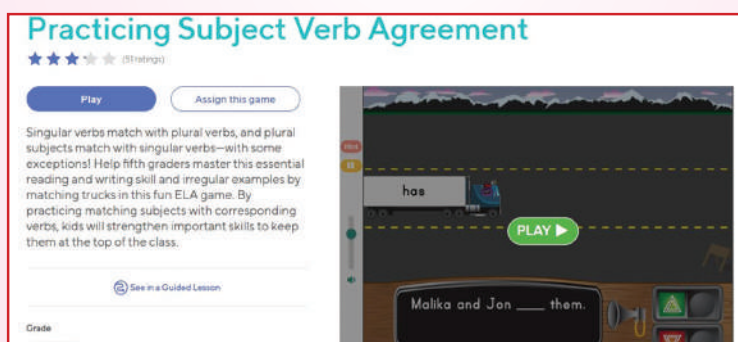 Practicing Subject Verb Agreement
(51 ratings)
Play
Assign this game
Singular verbs match with plural verbs, and plural
subjects match with singular verbs—with some
exceptions! Help fifth graders master this essential
reading and writing skill and irregular examples by
matching trucks in this fun ELA game. By
practicing matching subjects with corresponding
verbs, kids will strengthen important skills to keep
them at the top of the class.
See in a Guided Lesson
Grade
has
PLAY
Malika and Jon ____ them.